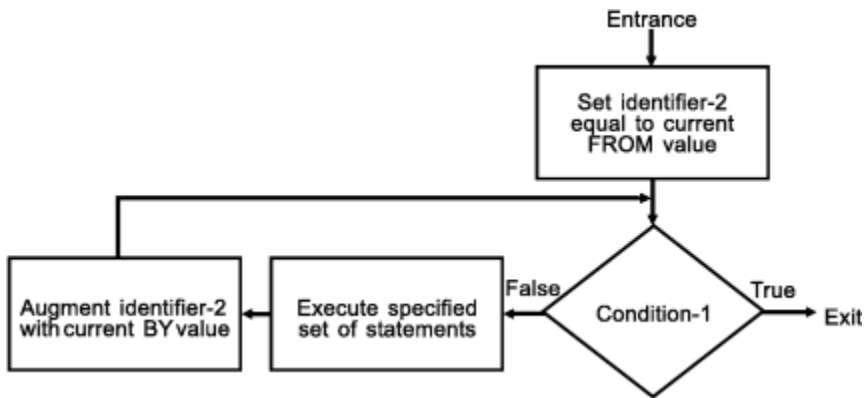 Entrance
Set identifier-2
equal to current
FROM value
Condition-1
False
True
Exit
Execute specified
set of statements
Augment identifier-2
with current BY value